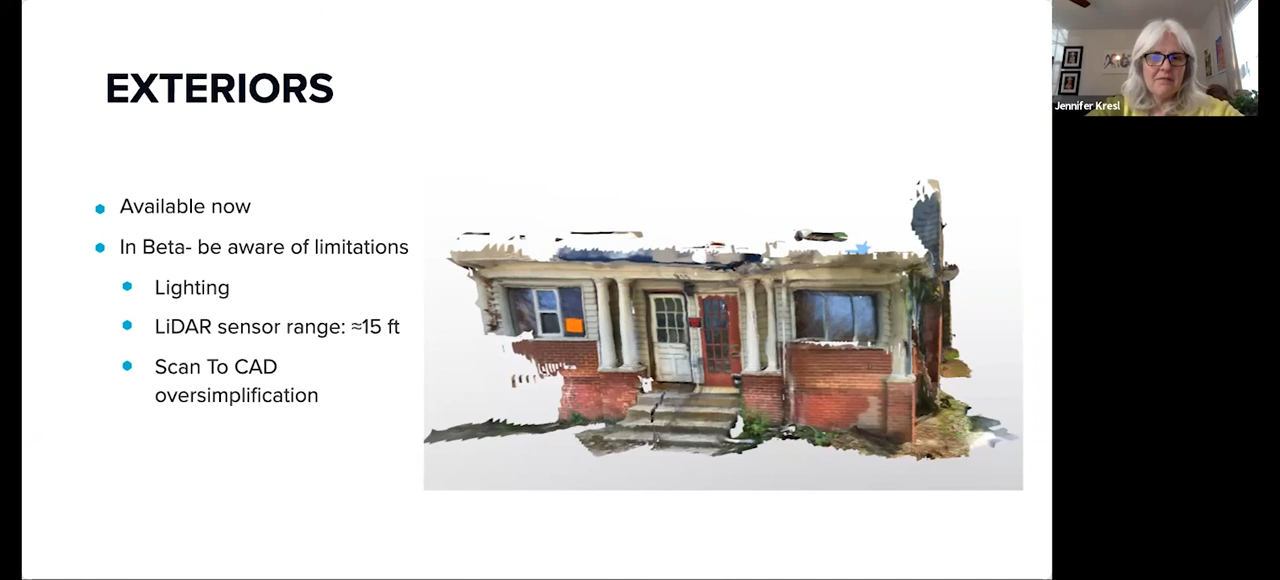 EXTERIORS
Available now
In Beta- be aware of limitations
Lighting
LiDAR sensor range: ≈15 ft
Scan To CAD
oversimplification
Jennifer Kresl